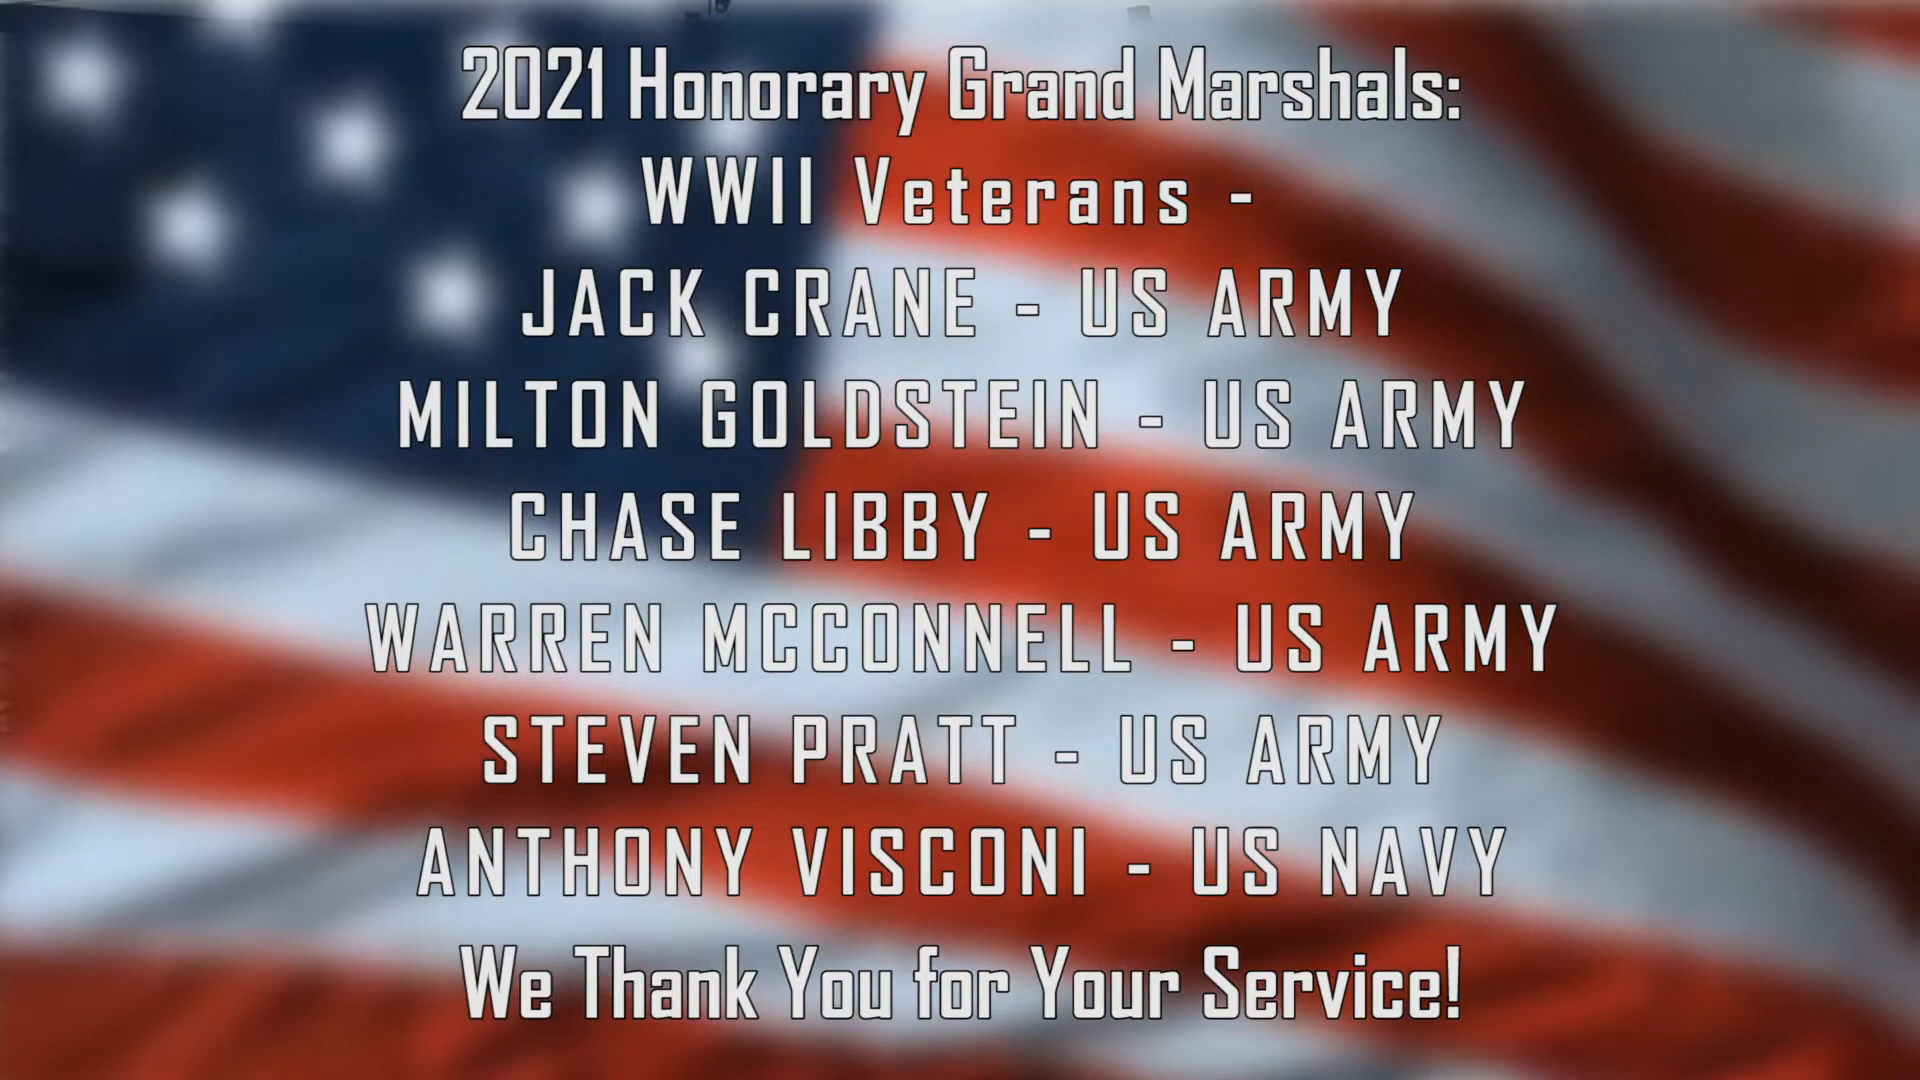 2021 Honorary Grand Marshals:
WWII Veterans -
JACK CRANE - US ARMY
MILTON GOLDSTEIN - US ARMY
CHASE LIBBY - US ARMY
WARREN MCCONNELL - US ARMY
STEVEN PRATT - US ARMY
ANTHONY VISCONI - US NAVY
We Thank You for Your Service!